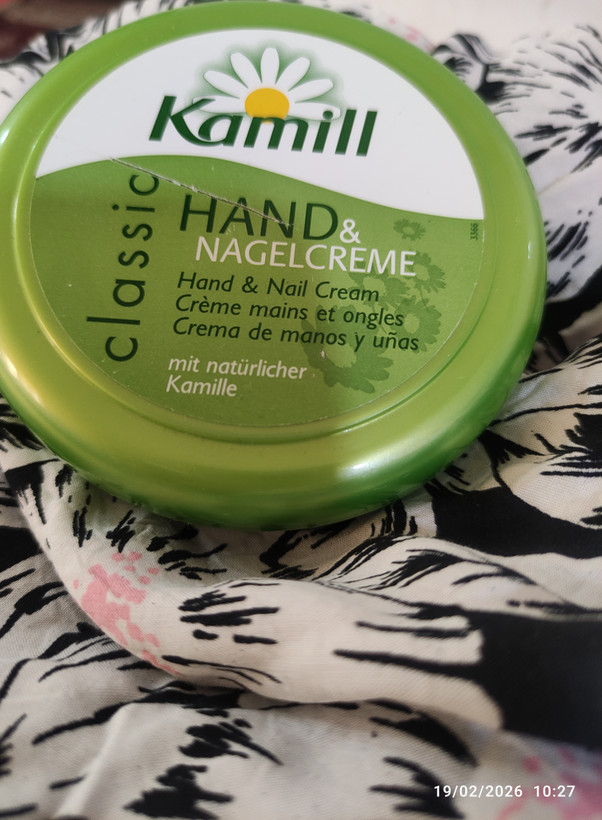 Kamill
classic
HAND &
NAGELCREME
Hand & Nail Cream
Crème mains et ongles
Crema de manos y uñas
mit natürlicher
Kamille
3366
19/02/2026 10:27